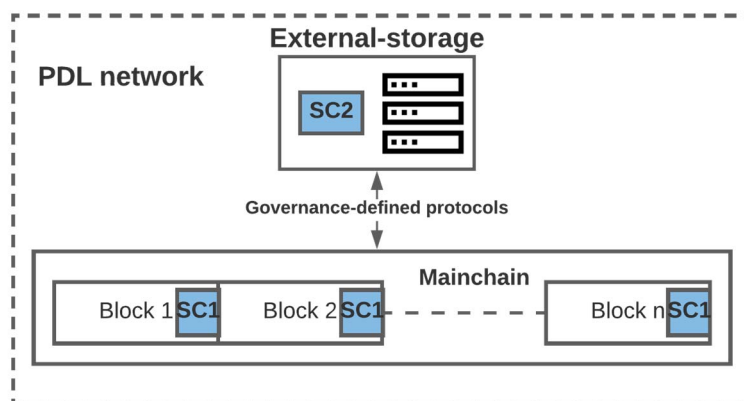 External-storage
PDL network
SC2
Governance-defined protocols
Mainchain
Block 1 SC1 Block 2 SC1 Block n SC1